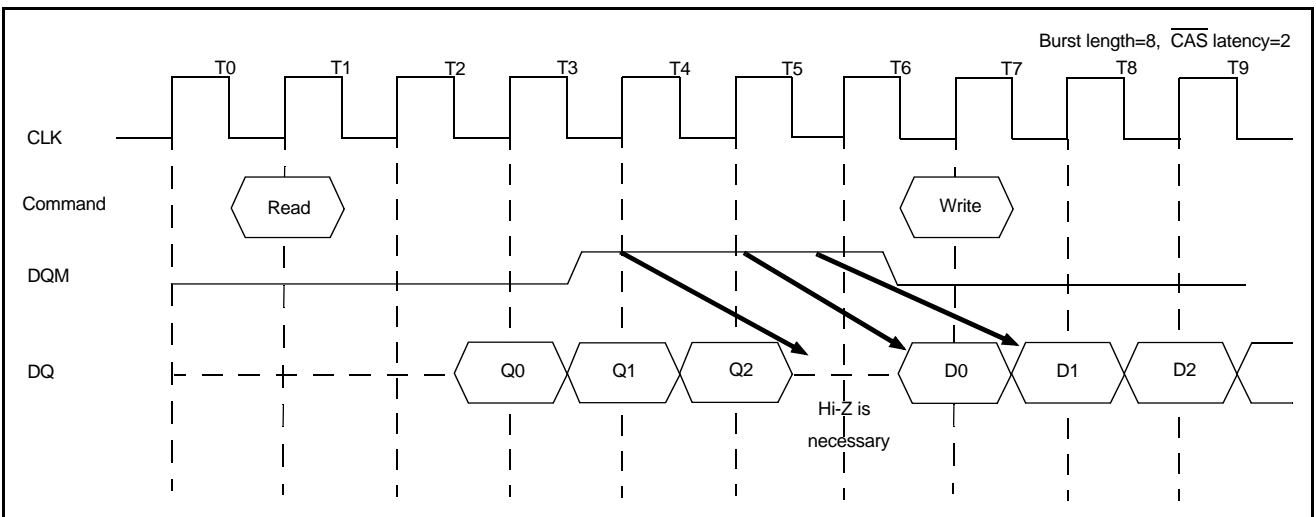 Burst length=8, CAS latency=2
T0 T1 T2 T3 T4 T5 T6 T7 T8 T9
CLK
Command Read Write
DQM
DQ Q0 Q1 Q2 D0 D1 D2
Hi-Z is
necessary